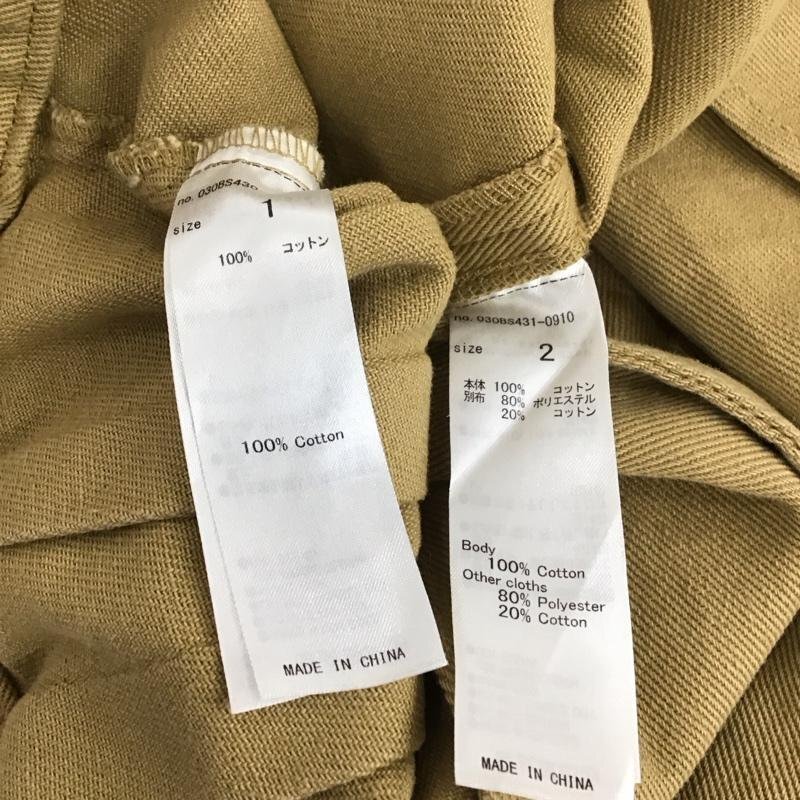 no. 030BS430
size 1
100% コットン
100% Cotton
MADE IN CHINA
no. 030BS431-0910
size 2
本体 100% コットン
別布 80% ポリエステル
20% コットン
Body
100% Cotton
Other cloths
80% Polyester
20% Cotton
MADE IN CHINA